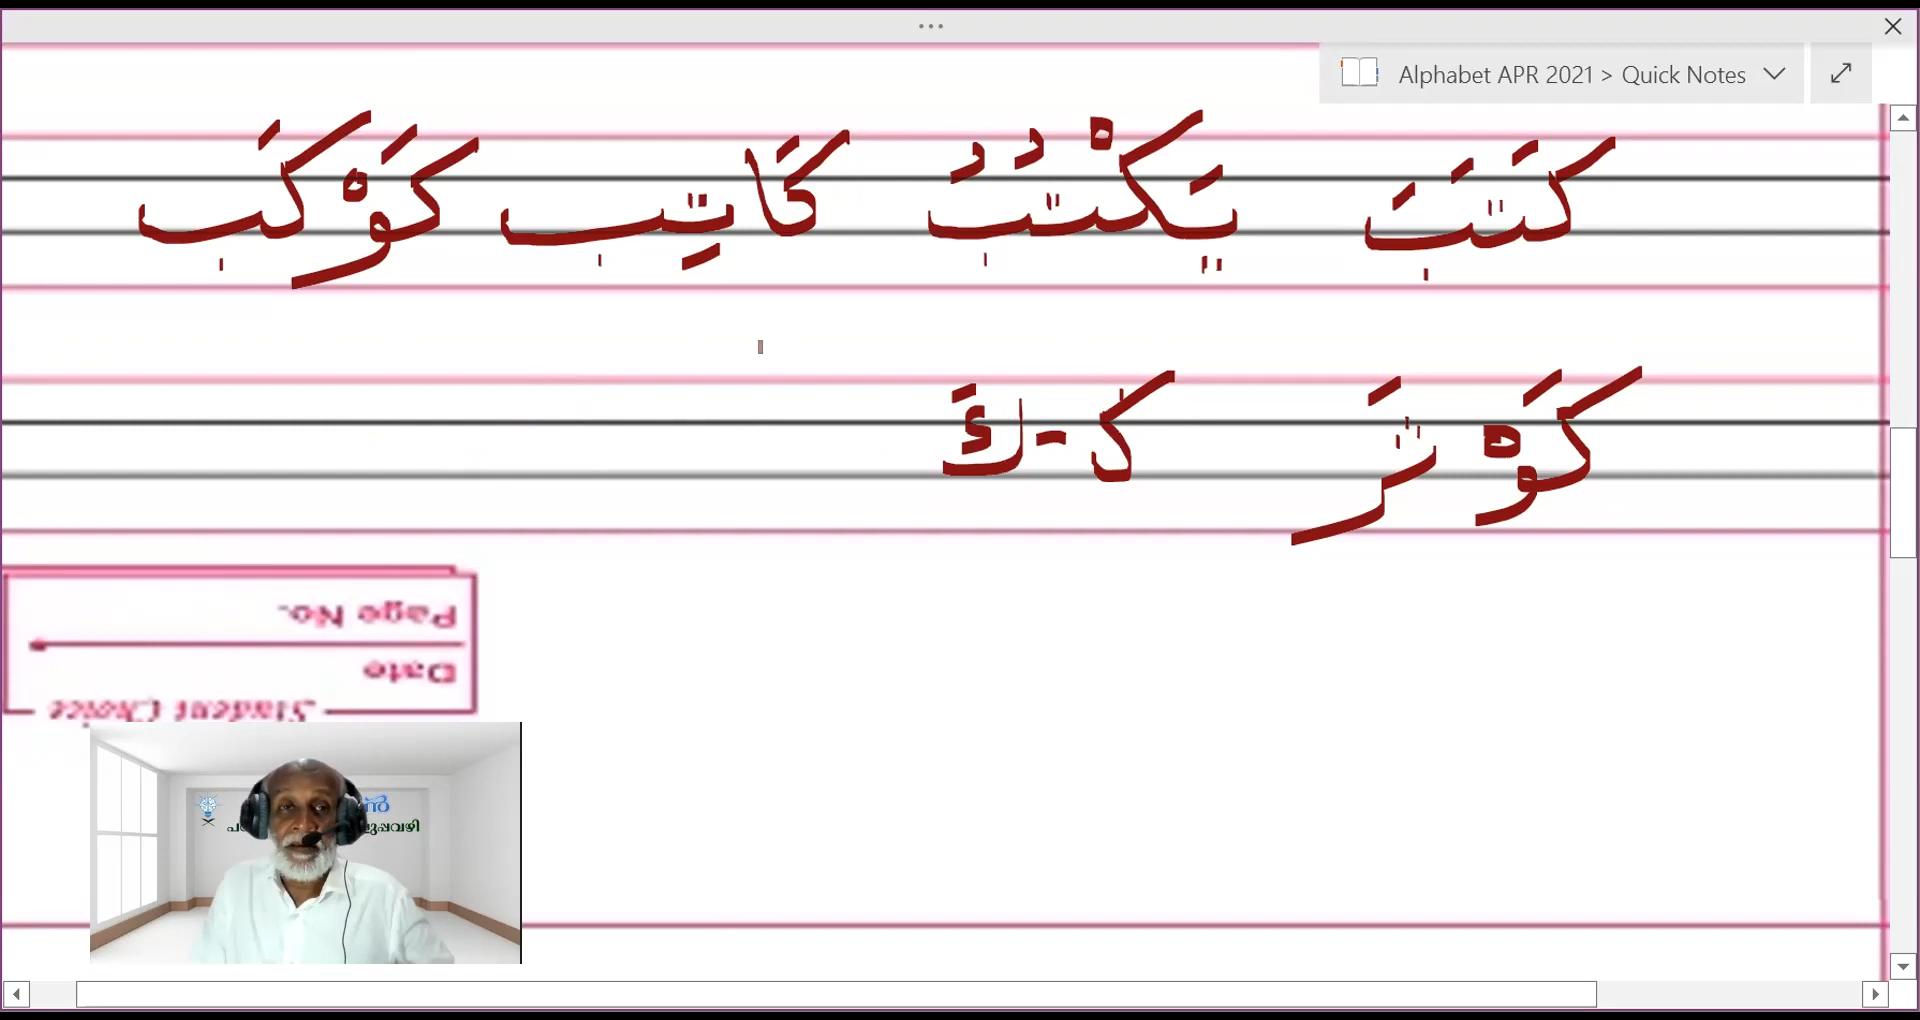 Alphabet APR 2021 > Quick Notes
كَتَبَ يَكْتُبُ كَاتِب كَوْكَب
كَوْثَر ك - كَ
Page No.
Date
Student Choice